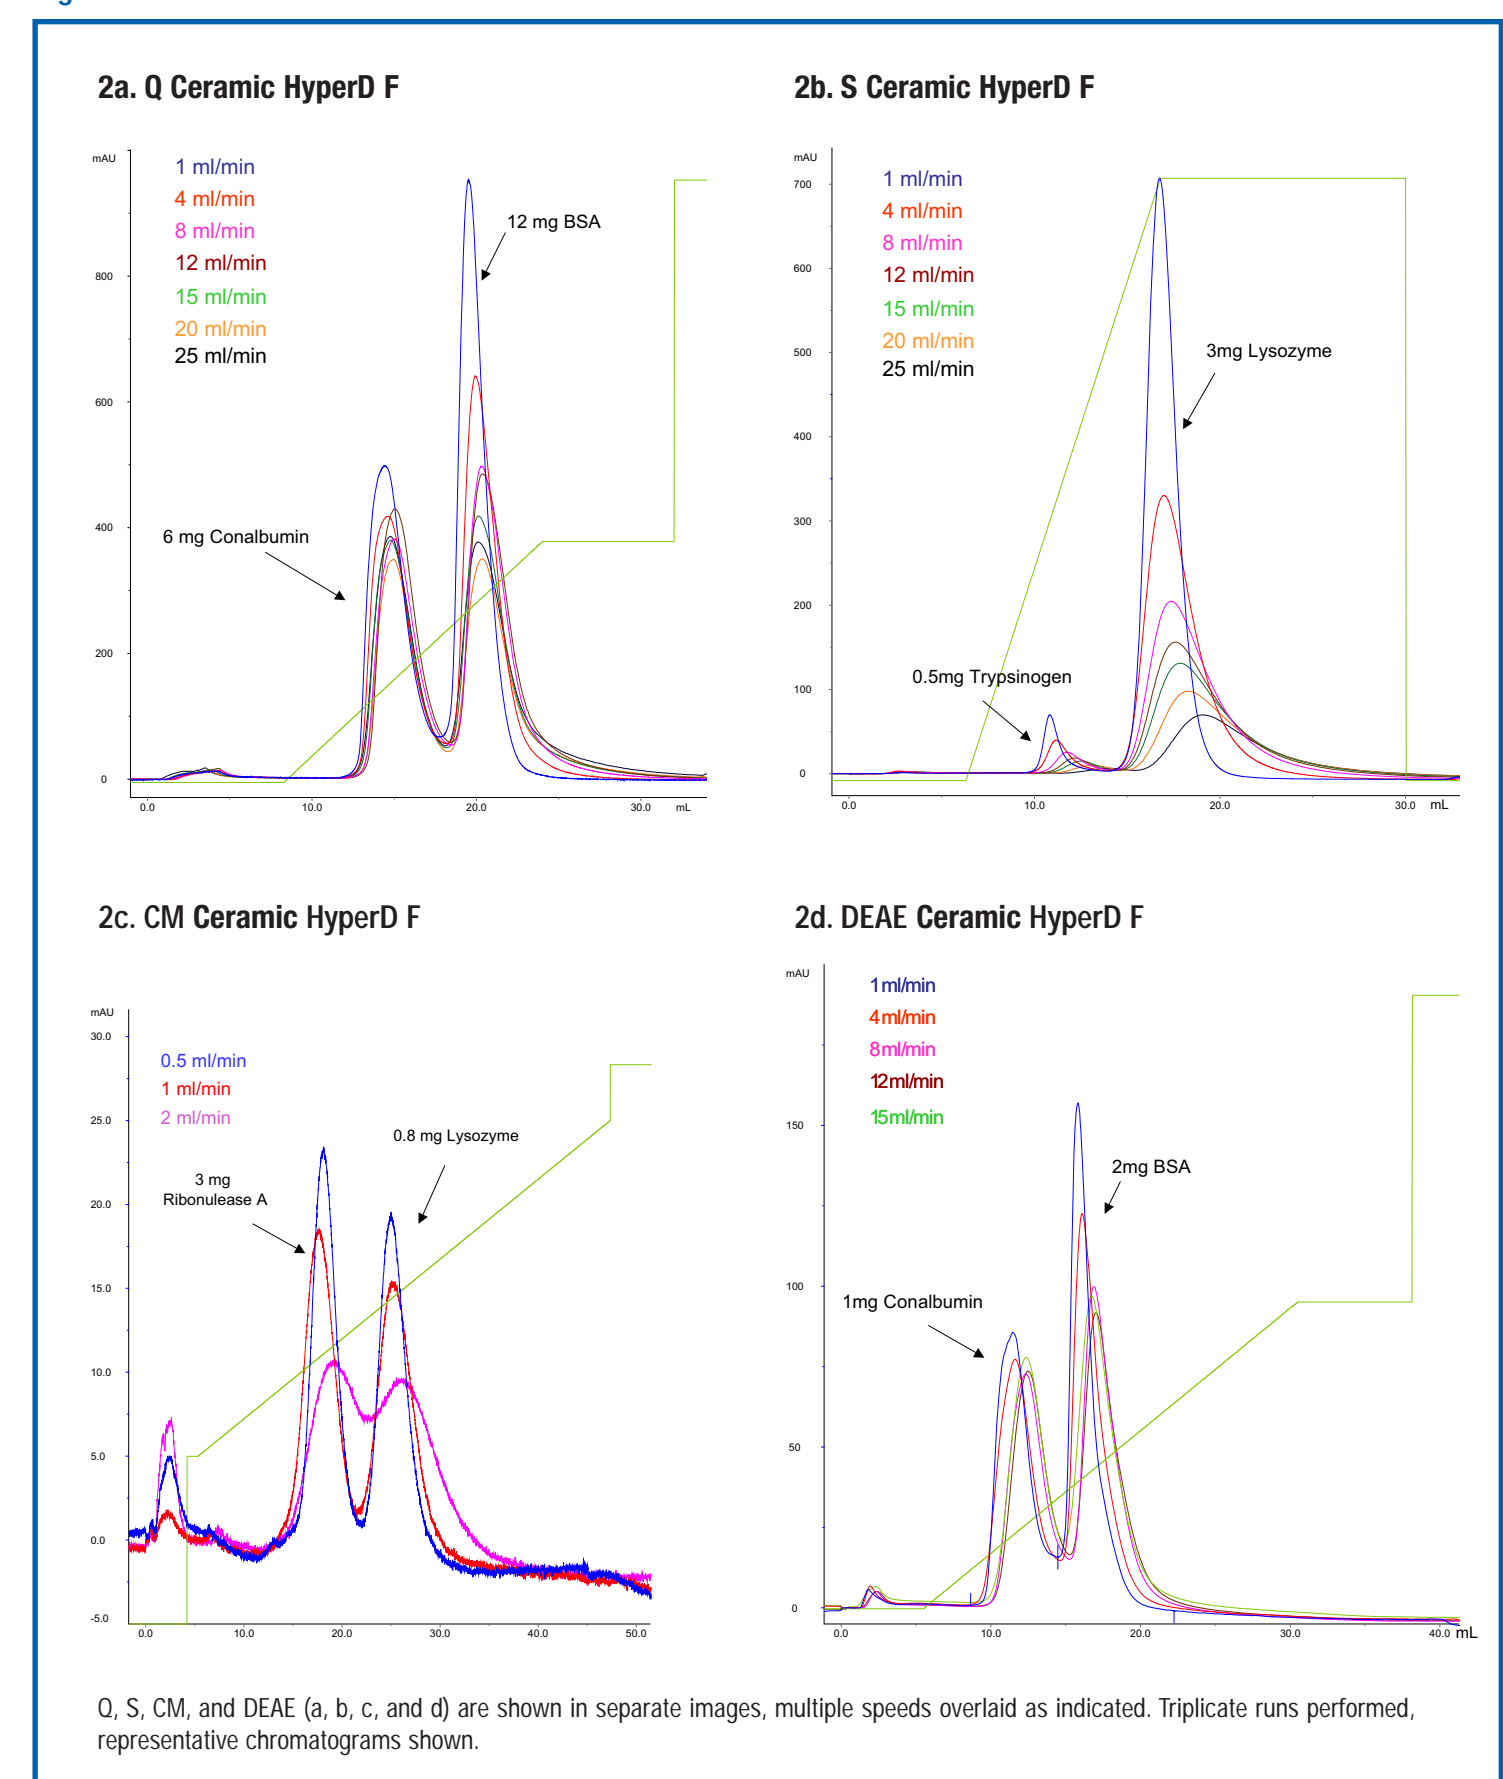 2a. Q Ceramic HyperD F
mAU
1 ml/min
4 ml/min
8 ml/min
12 ml/min
15 ml/min
20 ml/min
25 ml/min
12 mg BSA
6 mg Conalbumin
800
600
400
200
0
0.0 10.0 20.0 30.0 mL
2b. S Ceramic HyperD F
mAU
1 ml/min
4 ml/min
8 ml/min
12 ml/min
15 ml/min
20 ml/min
25 ml/min
3mg Lysozyme
0.5mg Trypsinogen
700
600
500
400
300
200
100
0
0.0 10.0 20.0 30.0 mL
2c. CM Ceramic HyperD F
mAU
0.5 ml/min
1 ml/min
2 ml/min
0.8 mg Lysozyme
3 mg
Ribonulease A
30.0
25.0
20.0
15.0
10.0
5.0
0.0
-5.0
0.0 10.0 20.0 30.0 40.0 50.0
2d. DEAE Ceramic HyperD F
mAU
1ml/min
4ml/min
8ml/min
12ml/min
15ml/min
2mg BSA
1mg Conalbumin
150
100
50
0
0.0 10.0 20.0 30.0 40.0 mL
Q, S, CM, and DEAE (a, b, c, and d) are shown in separate images, multiple speeds overlaid as indicated. Triplicate runs performed,
representative chromatograms shown.